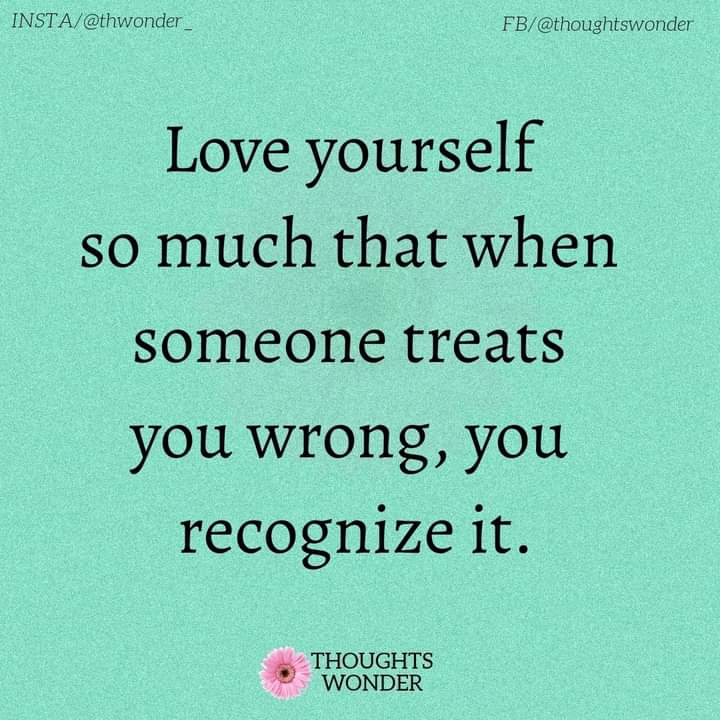 INSTA/@thwonder_
FB/@thoughtswonder
Love yourself
so much that when
someone treats
you wrong, you
recognize it.
THOUGHTS
WONDER